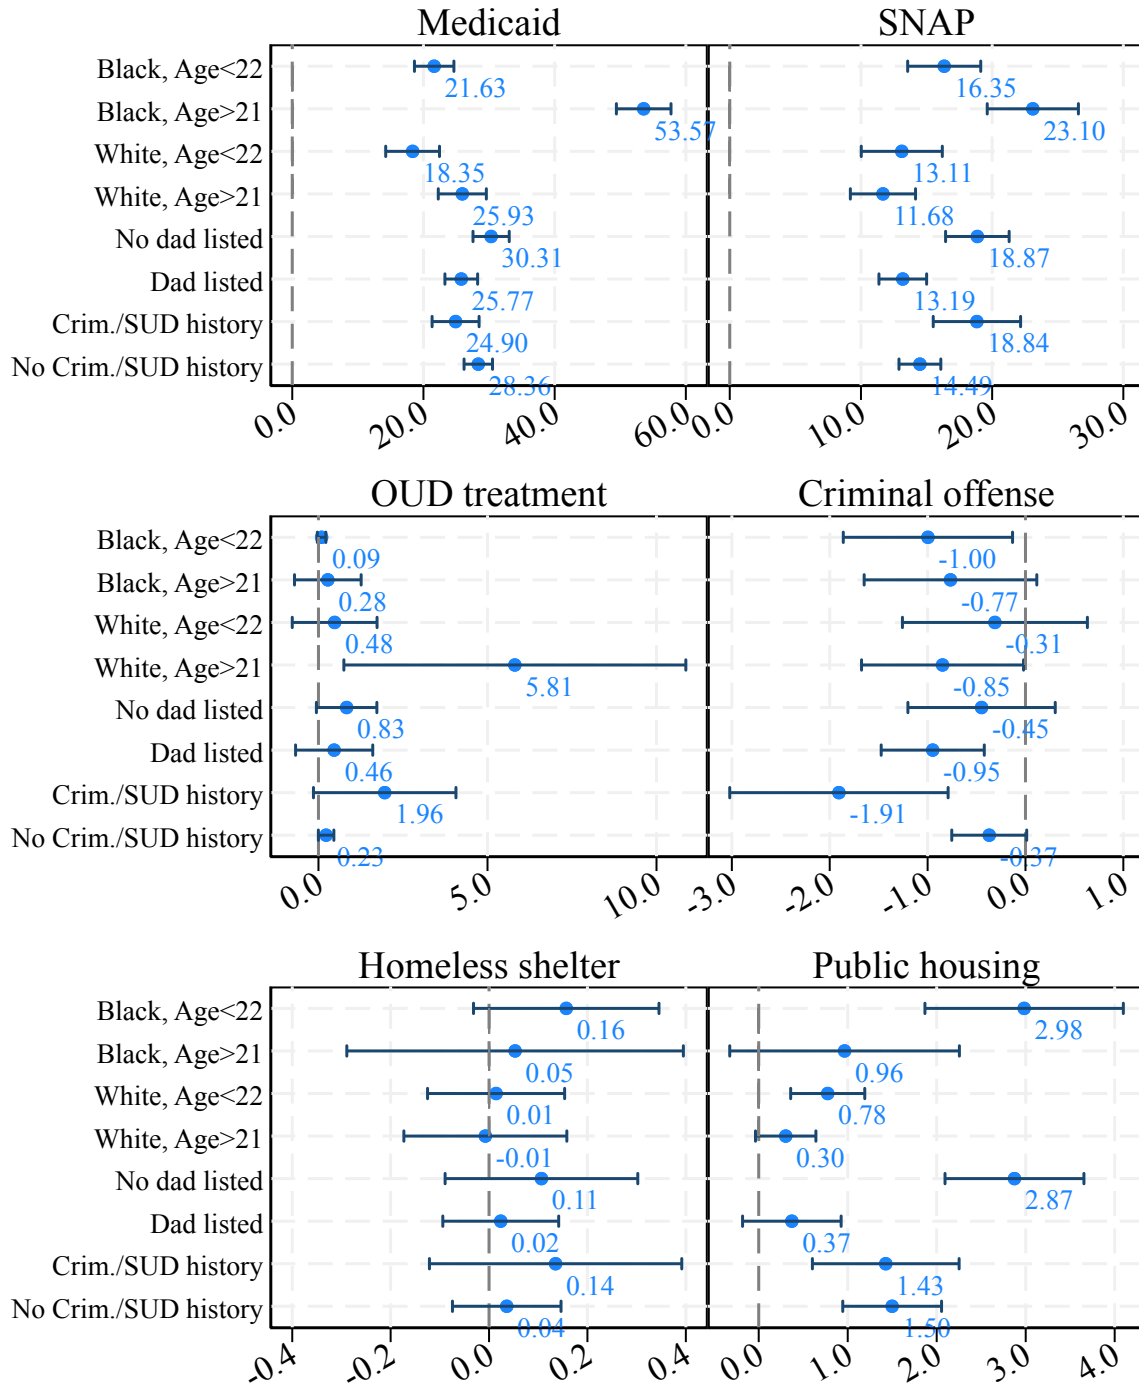 Medicaid SNAP
Black, Age<22 21.63 16.35
Black, Age>21 53.57 23.10
White, Age<22 18.35 13.11
White, Age>21 25.93 11.68
No dad listed 30.31 18.87
Dad listed 25.77 13.19
Crim./SUD history 24.90 18.84
No Crim./SUD history 28.36 14.49
0.0 20.0 40.0 60.0 0.0 10.0 20.0 30.0
OUD treatment Criminal offense
Black, Age<22 0.09 -1.00
Black, Age>21 0.28 -0.77
White, Age<22 0.48 -0.31
White, Age>21 5.81 -0.85
No dad listed 0.83 -0.45
Dad listed 0.46 -0.95
Crim./SUD history 1.96 -1.91
No Crim./SUD history 0.23 -0.37
0.0 5.0 10.0 -3.0 -2.0 -1.0 0.0 1.0
Homeless shelter Public housing
Black, Age<22 0.16 2.98
Black, Age>21 0.05 0.96
White, Age<22 0.01 0.78
White, Age>21 -0.01 0.30
No dad listed 0.11 2.87
Dad listed 0.02 0.37
Crim./SUD history 0.14 1.43
No Crim./SUD history 0.04 1.50
-0.4 -0.2 0.0 0.2 0.4 0.0 1.0 2.0 3.0 4.0